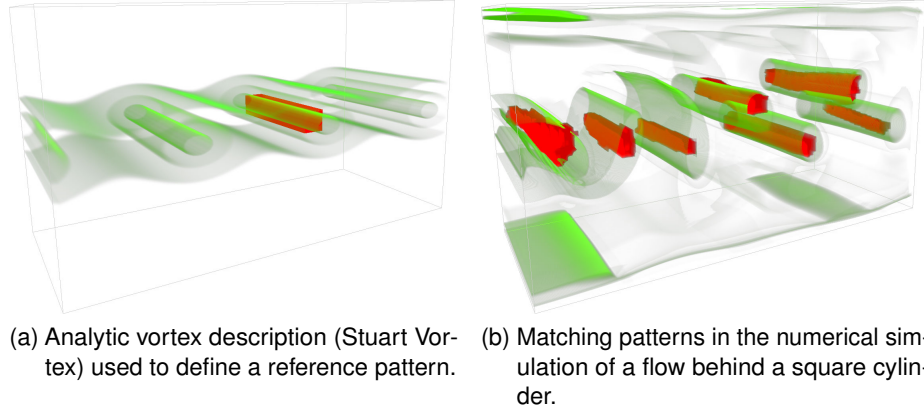 (a) Analytic vortex description (Stuart Vor-
tex) used to define a reference pattern.
(b) Matching patterns in the numerical sim-
ulation of a flow behind a square cylin-
der.